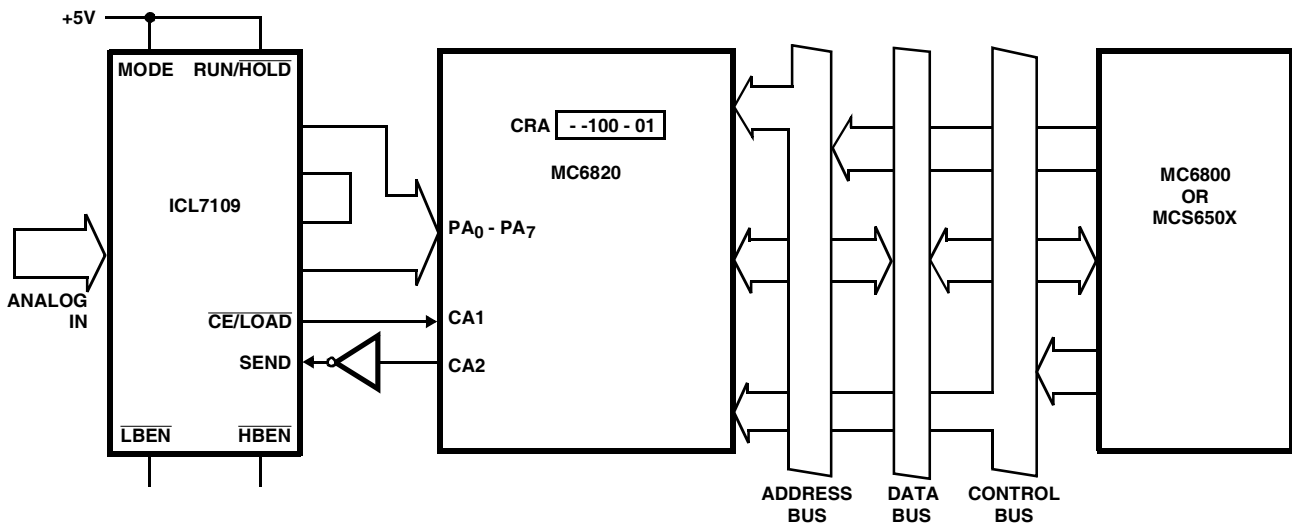 +5V
MODE RUN/HOLD
CRA - -100 - 01
MC6820
ICL7109
MC6800
OR
MCS650X
PA0 - PA7
ANALOG
IN
CE/LOAD CA1
SEND CA2
LBEN HBEN
ADDRESS
BUS
DATA
BUS
CONTROL
BUS